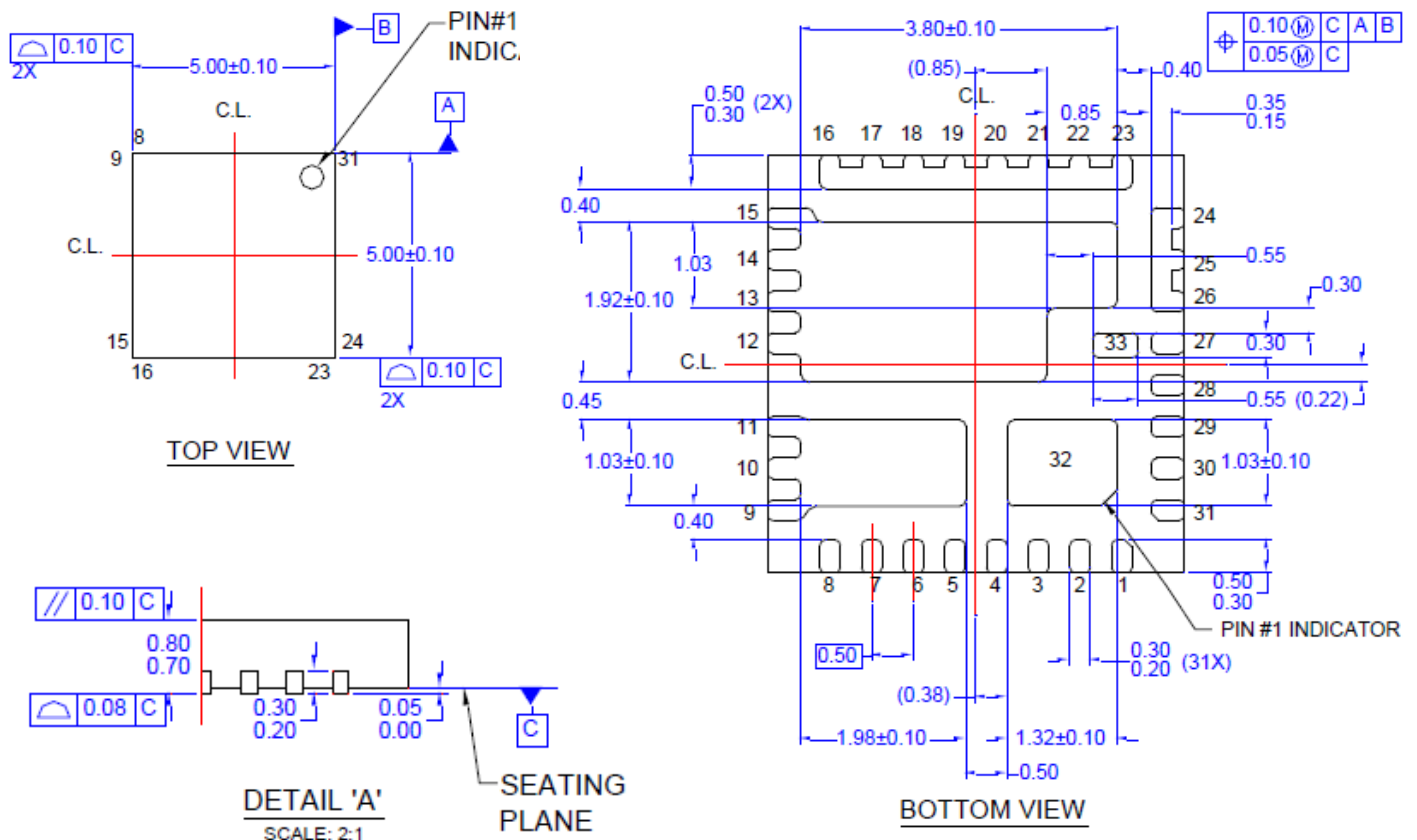 0.10 C
2X
5.00±0.10
B
PIN#1
INDIC
A
C.L.
8
9
31
C.L.
5.00±0.10
15
24
16
23
0.10 C
2X
TOP VIEW
// 0.10 C
0.80
0.70
0.08 C
0.30
0.20
0.05
0.00
C
SEATING
PLANE
DETAIL 'A'
SCALE: 2:1
3.80±0.10
0.10 Ⓜ C A B
0.05 Ⓜ C
(0.85)
0.40
C.L.
0.50
0.30 (2X)
0.85
0.35
0.15
16 17 18 19 20 21 22 23
0.40
15
24
1.03
14
25
0.55
1.92±0.10
13
26
0.30
12
33
27
0.30
C.L.
28
0.45
0.55 (0.22)
11
29
1.03±0.10
10
32
30
1.03±0.10
9
31
0.40
8 7 6 5 4 3 2 1
0.50
0.30
PIN #1 INDICATOR
0.50
0.30
0.20 (31X)
(0.38)
1.98±0.10
1.32±0.10
0.50
BOTTOM VIEW